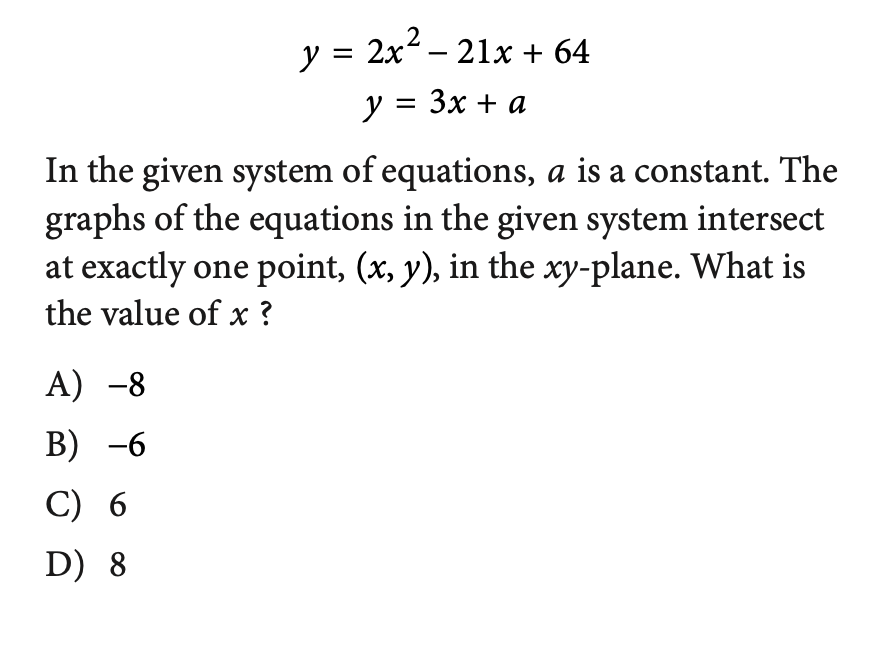 y = 2x² – 21x + 64
y = 3x + a
In the given system of equations, a is a constant. The
graphs of the equations in the given system intersect
at exactly one point, (x, y), in the xy-plane. What is
the value of x ?
A) –8
B) –6
C) 6
D) 8